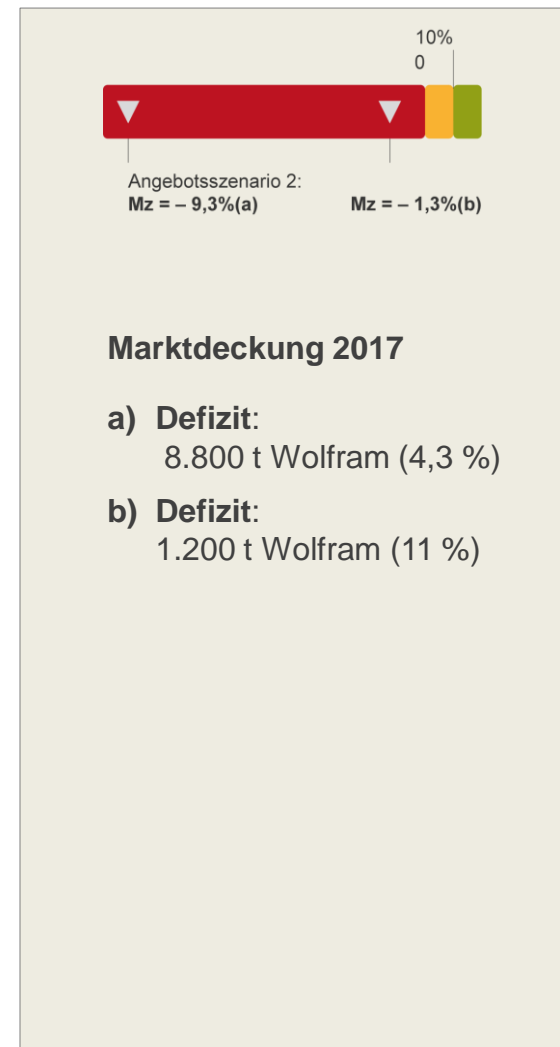 10%
0
Angebotsszenario 2:
Mz = – 9,3%(a) Mz = – 1,3%(b)
Marktdeckung 2017
a) Defizit:
8.800 t Wolfram (4,3 %)
b) Defizit:
1.200 t Wolfram (11 %)